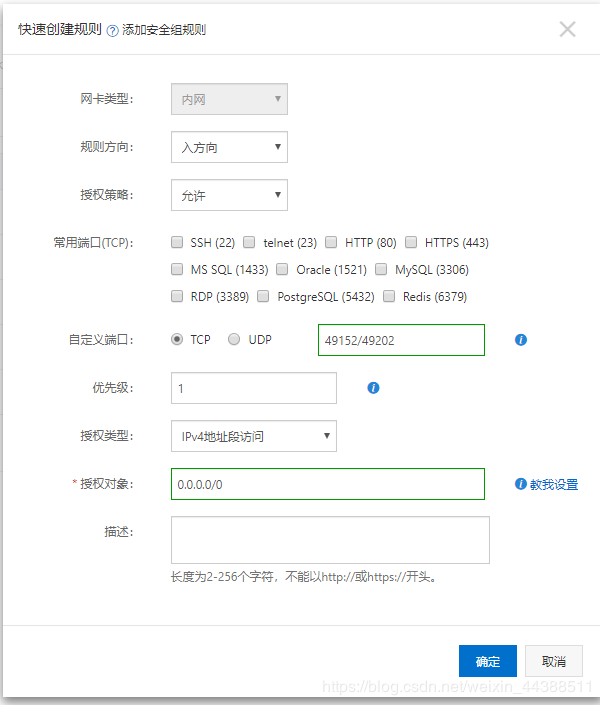 快速创建规则 ? 添加安全组规则
网卡类型： 内网
规则方向： 入方向
授权策略： 允许
常用端口(TCP)： SSH (22) telnet (23) HTTP (80) HTTPS (443)
MS SQL (1433) Oracle (1521) MySQL (3306)
RDP (3389) PostgreSQL (5432) Redis (6379)
自定义端口： TCP UDP 49152/49202 i
优先级： 1 i
授权类型： IPv4地址段访问
* 授权对象： 0.0.0.0/0 i 教我设置
描述：
长度为2-256个字符，不能以http://或https://开头。
确定 取消
https://blog.csdn.net/weixin_44388511